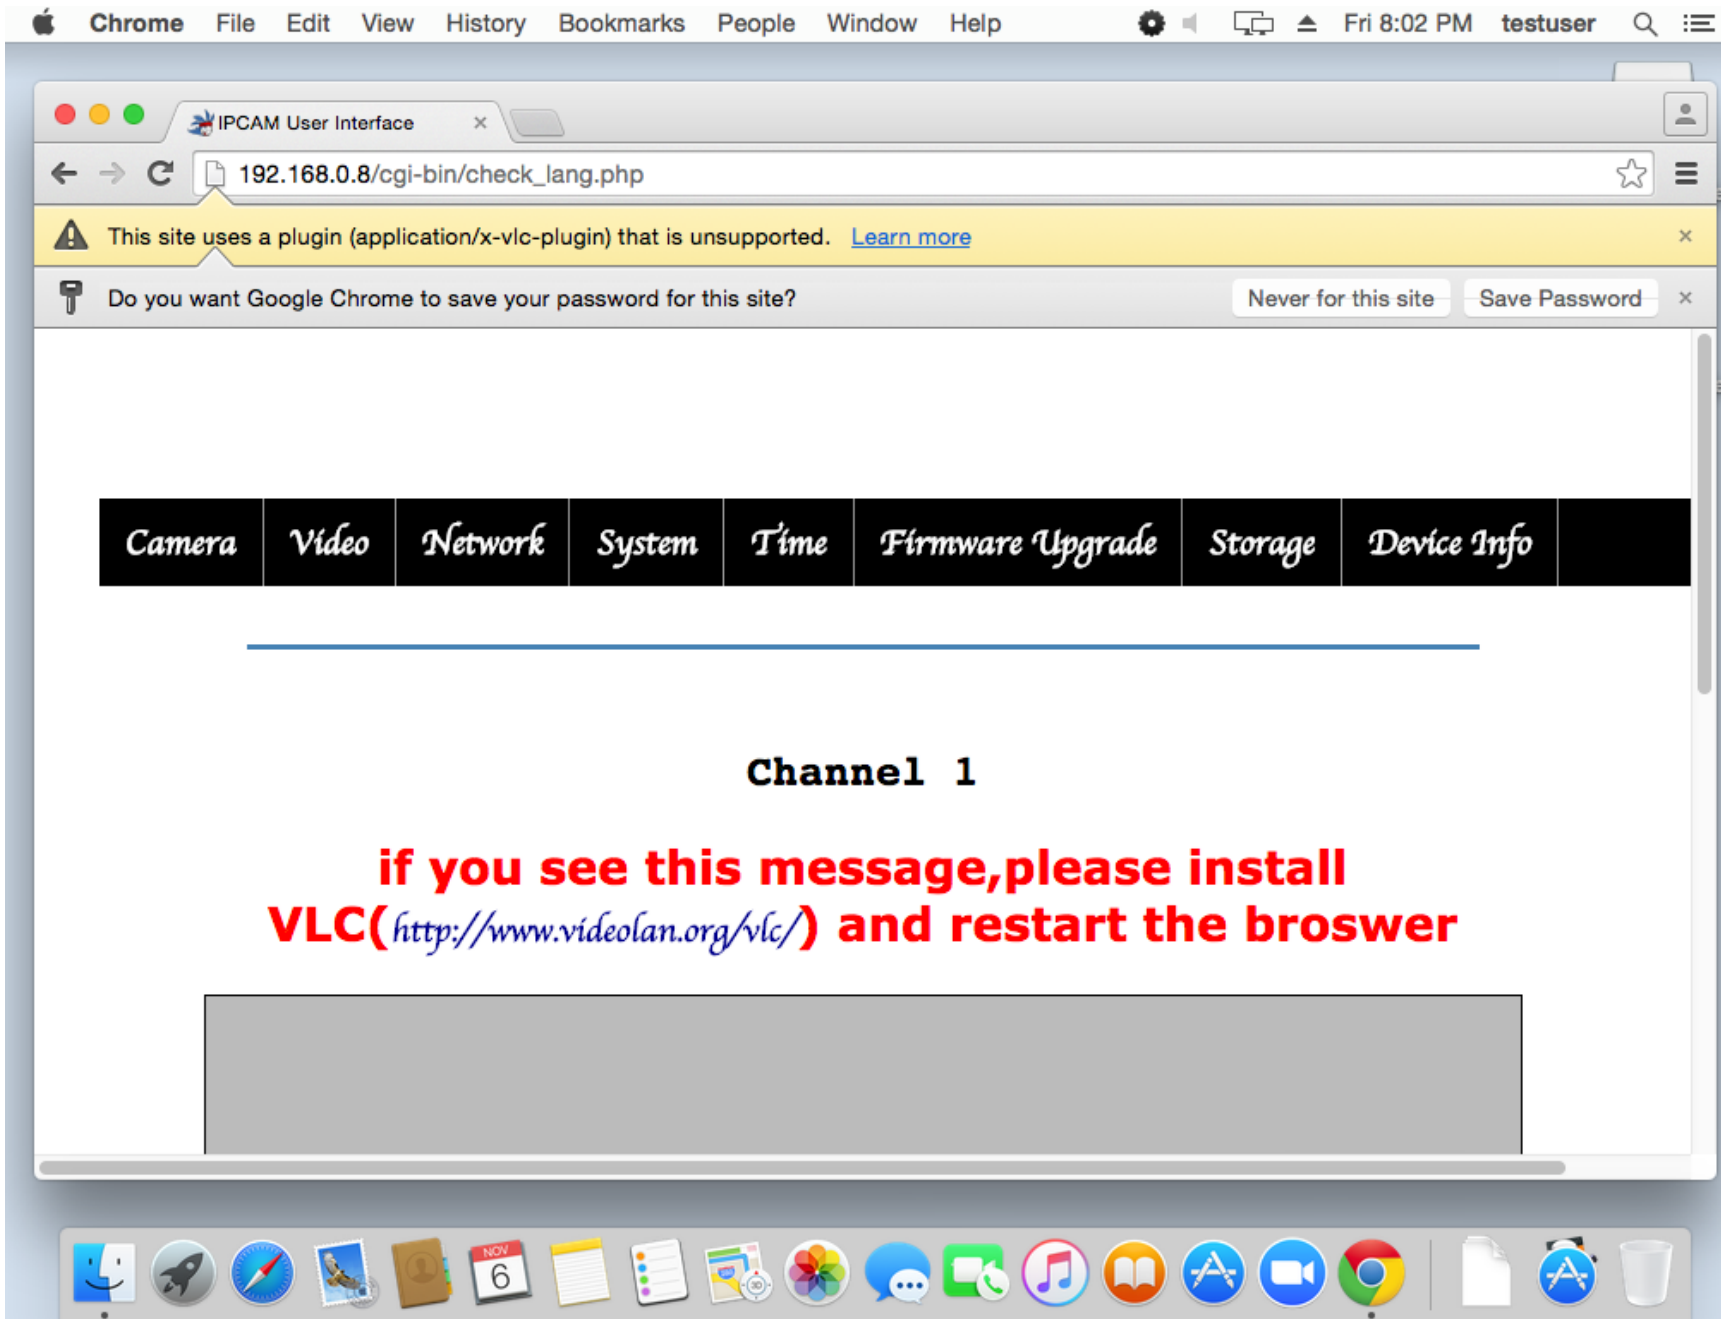 Chrome File Edit View History Bookmarks People Window Help Fri 8:02 PM testuser
IPCAM User Interface
192.168.0.8/cgi-bin/check_lang.php
This site uses a plugin (application/x-vlc-plugin) that is unsupported. Learn more
Do you want Google Chrome to save your password for this site? Never for this site Save Password
Camera Video Network System Time Firmware Upgrade Storage Device Info
Channel 1
if you see this message,please install
VLC(http://www.videolan.org/vlc/) and restart the broswer
NOV
6
3D